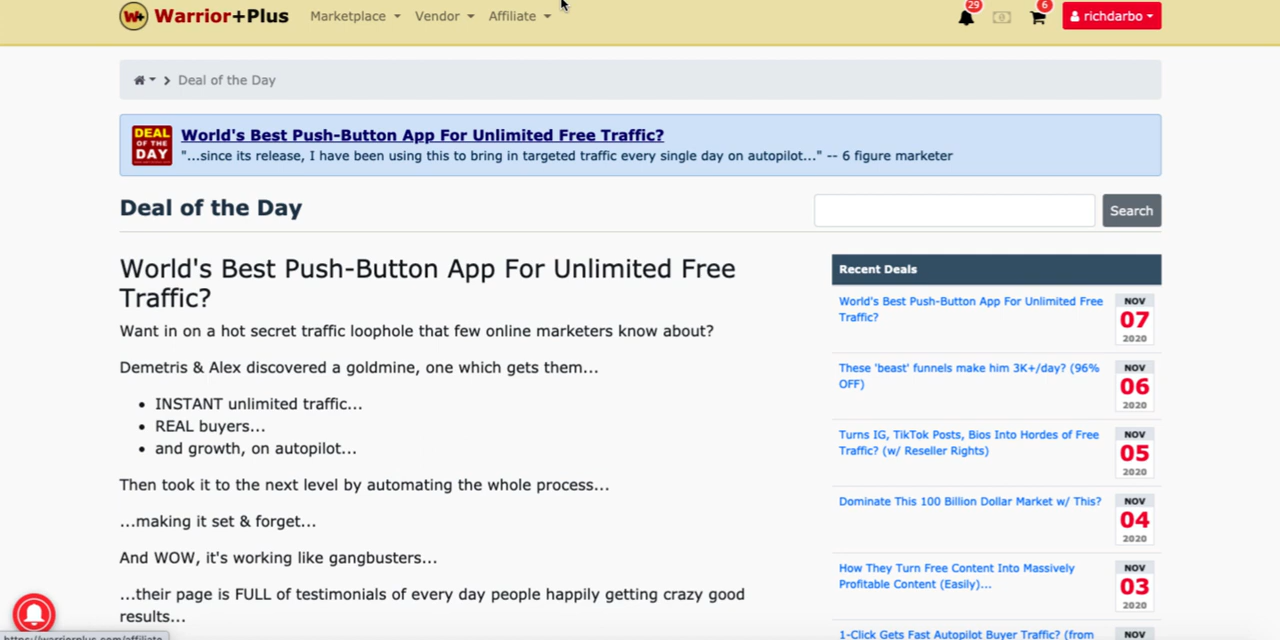 W+ Warrior+Plus Marketplace Vendor Affiliate 29 6 richdarbo
Deal of the Day
DEAL OF THE DAY
World's Best Push-Button App For Unlimited Free Traffic?
"...since its release, I have been using this to bring in targeted traffic every single day on autopilot..." -- 6 figure marketer
Deal of the Day
Search
World's Best Push-Button App For Unlimited Free
Traffic?
Want in on a hot secret traffic loophole that few online marketers know about?
Demetris & Alex discovered a goldmine, one which gets them...
• INSTANT unlimited traffic...
• REAL buyers...
• and growth, on autopilot...
Then took it to the next level by automating the whole process...
...making it set & forget...
And WOW, it's working like gangbusters...
...their page is FULL of testimonials of every day people happily getting crazy good
results...
Recent Deals
World's Best Push-Button App For Unlimited Free
Traffic?
NOV
07
2020
These 'beast' funnels make him 3K+/day? (96%
OFF)
NOV
06
2020
Turns IG, TikTok Posts, Bios Into Hordes of Free
Traffic? (w/ Reseller Rights)
NOV
05
2020
Dominate This 100 Billion Dollar Market w/ This?
NOV
04
2020
How They Turn Free Content Into Massively
Profitable Content (Easily)...
NOV
03
2020
1-Click Gets Fast Autopilot Buyer Traffic? (from
NOV
https://warriorplus.com/affiliate